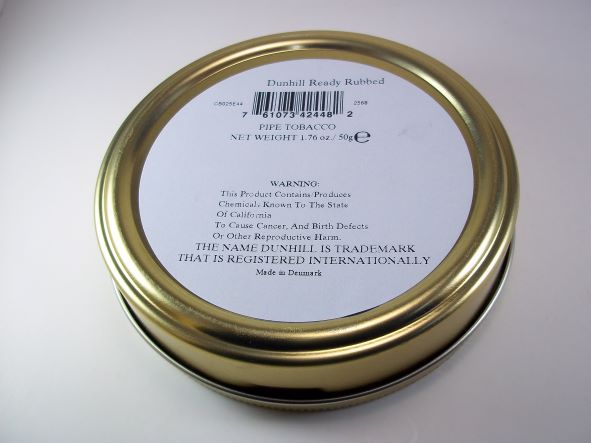 Dunhill Ready Rubbed
CB025E44
2568
7 61073 42448 2
PIPE TOBACCO
NET WEIGHT 1.76 oz./ 50g℮
WARNING:
This Product Contains/Produces
Chemicals Known To The State
Of California
To Cause Cancer, And Birth Defects
Or Other Reproductive Harm.
THE NAME DUNHILL IS TRADEMARK
THAT IS REGISTERED INTERNATIONALLY
Made in Denmark